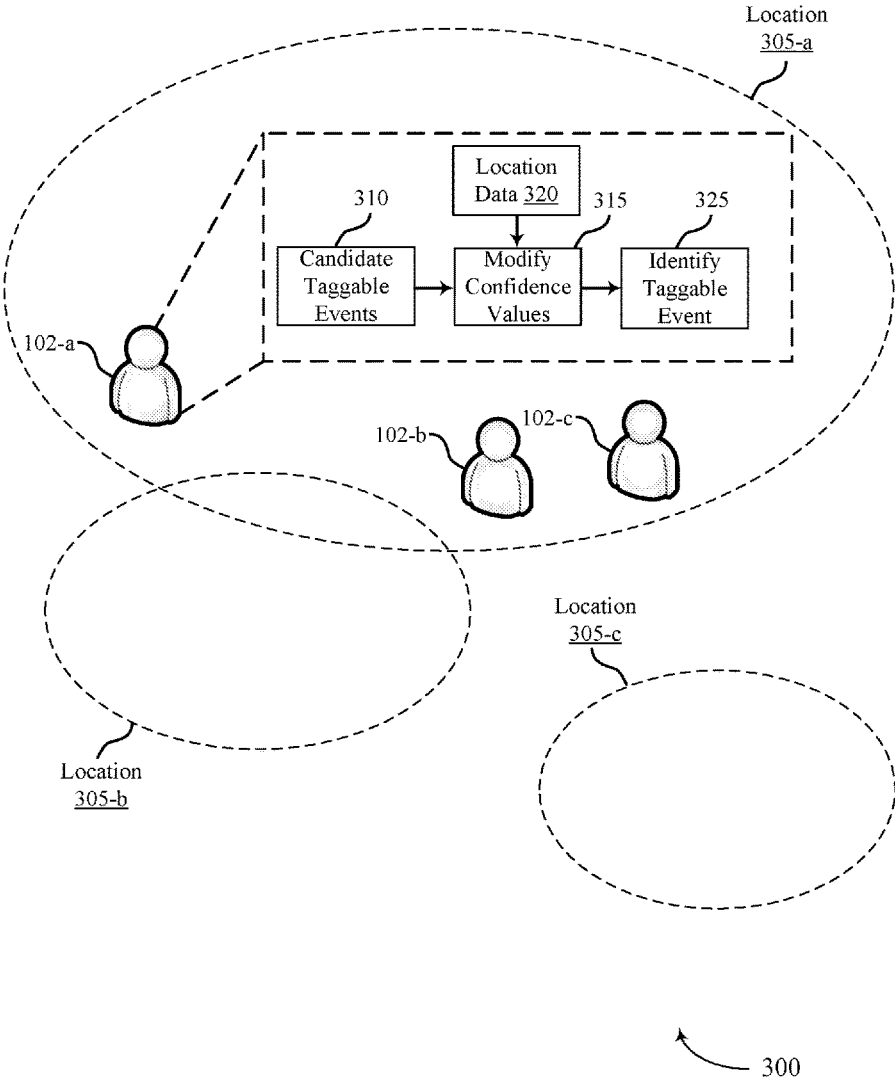 Location
305-a
Location
Data 320
310
315
325
Candidate
Taggable
Events
Modify
Confidence
Values
Identify
Taggable
Event
102-a
102-b
102-c
Location
305-c
Location
305-b
300